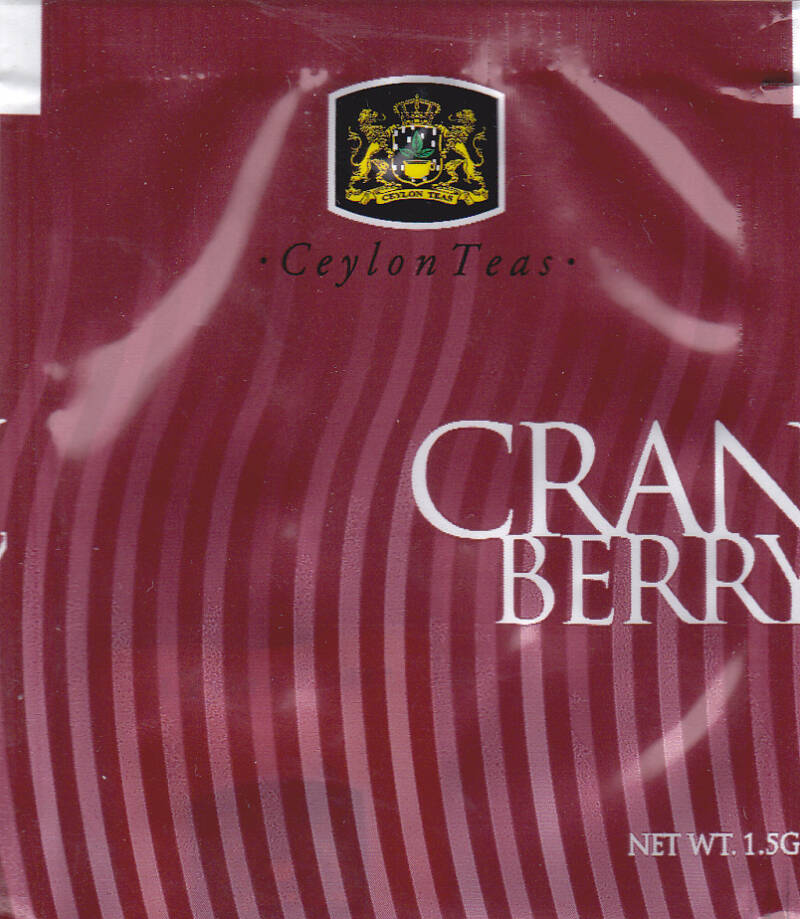 CEYLON TEAS
· Ceylon Teas ·
CRAN
BERRY
NET WT. 1.5G